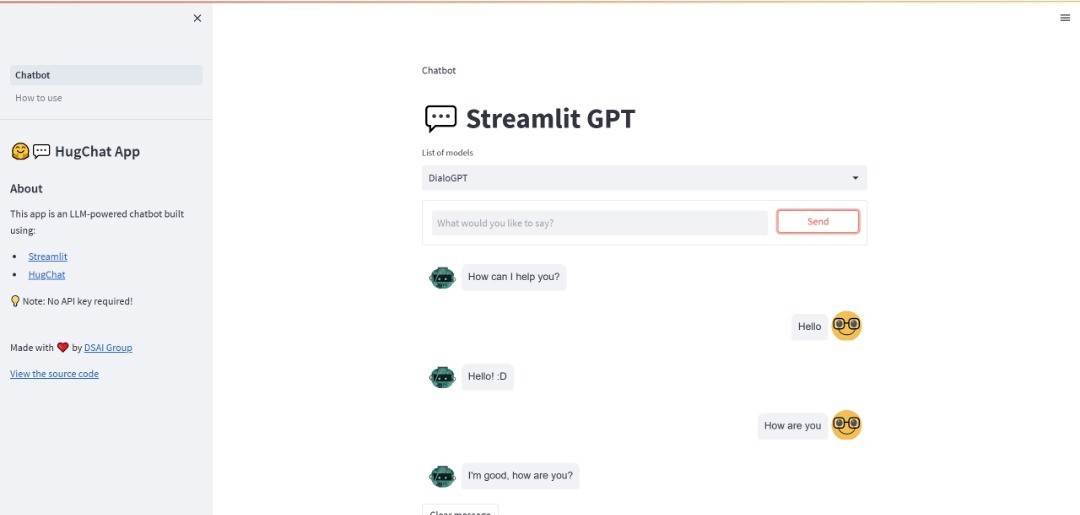 Chatbot
How to use
HugChat App
About
This app is an LLM-powered chatbot built
using:
Streamlit
HugChat
Note: No API key required!
Made with ❤️ by DSAI Group
View the source code
Chatbot
Streamlit GPT
List of models
DialoGPT
What would you like to say?
Send
How can I help you?
Hello
Hello! :D
How are you
I'm good, how are you?
Clear message